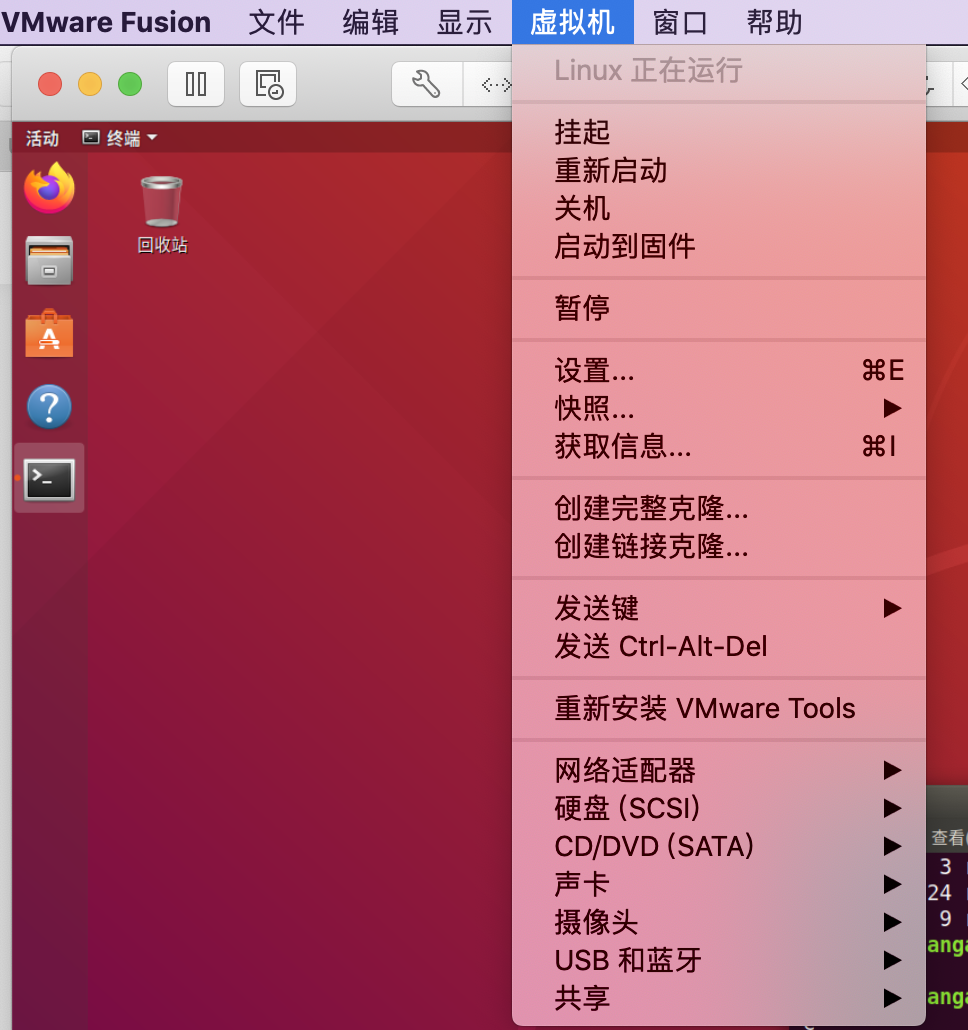 VMware Fusion 文件 编辑 显示 虚拟机 窗口 帮助
Linux 正在运行
活动 终端
挂起
重新启动
关机
启动到固件
回收站
暂停
设置... ⌘E
快照...
获取信息... ⌘I
创建完整克隆...
创建链接克隆...
发送键
发送 Ctrl-Alt-Del
重新安装 VMware Tools
网络适配器
硬盘 (SCSI)
CD/DVD (SATA)
声卡
摄像头
USB 和蓝牙
共享
查看
3
24
9
anga
anga